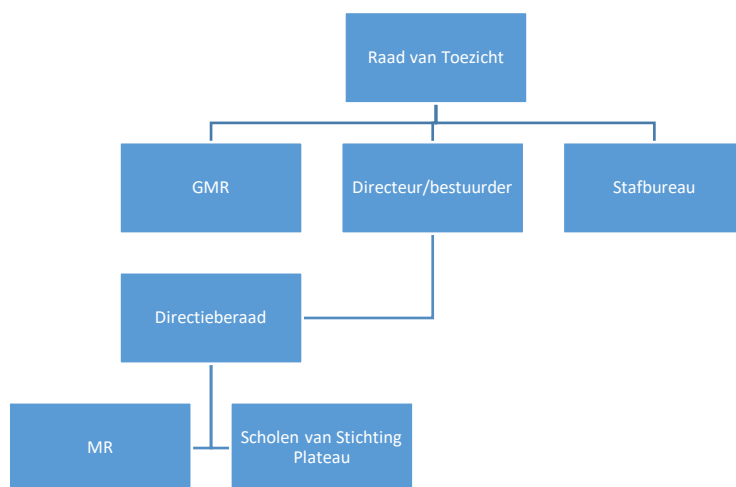 Raad van Toezicht
GMR
Directeur/bestuurder
Stafbureau
Directieberaad
MR
Scholen van Stichting
Plateau